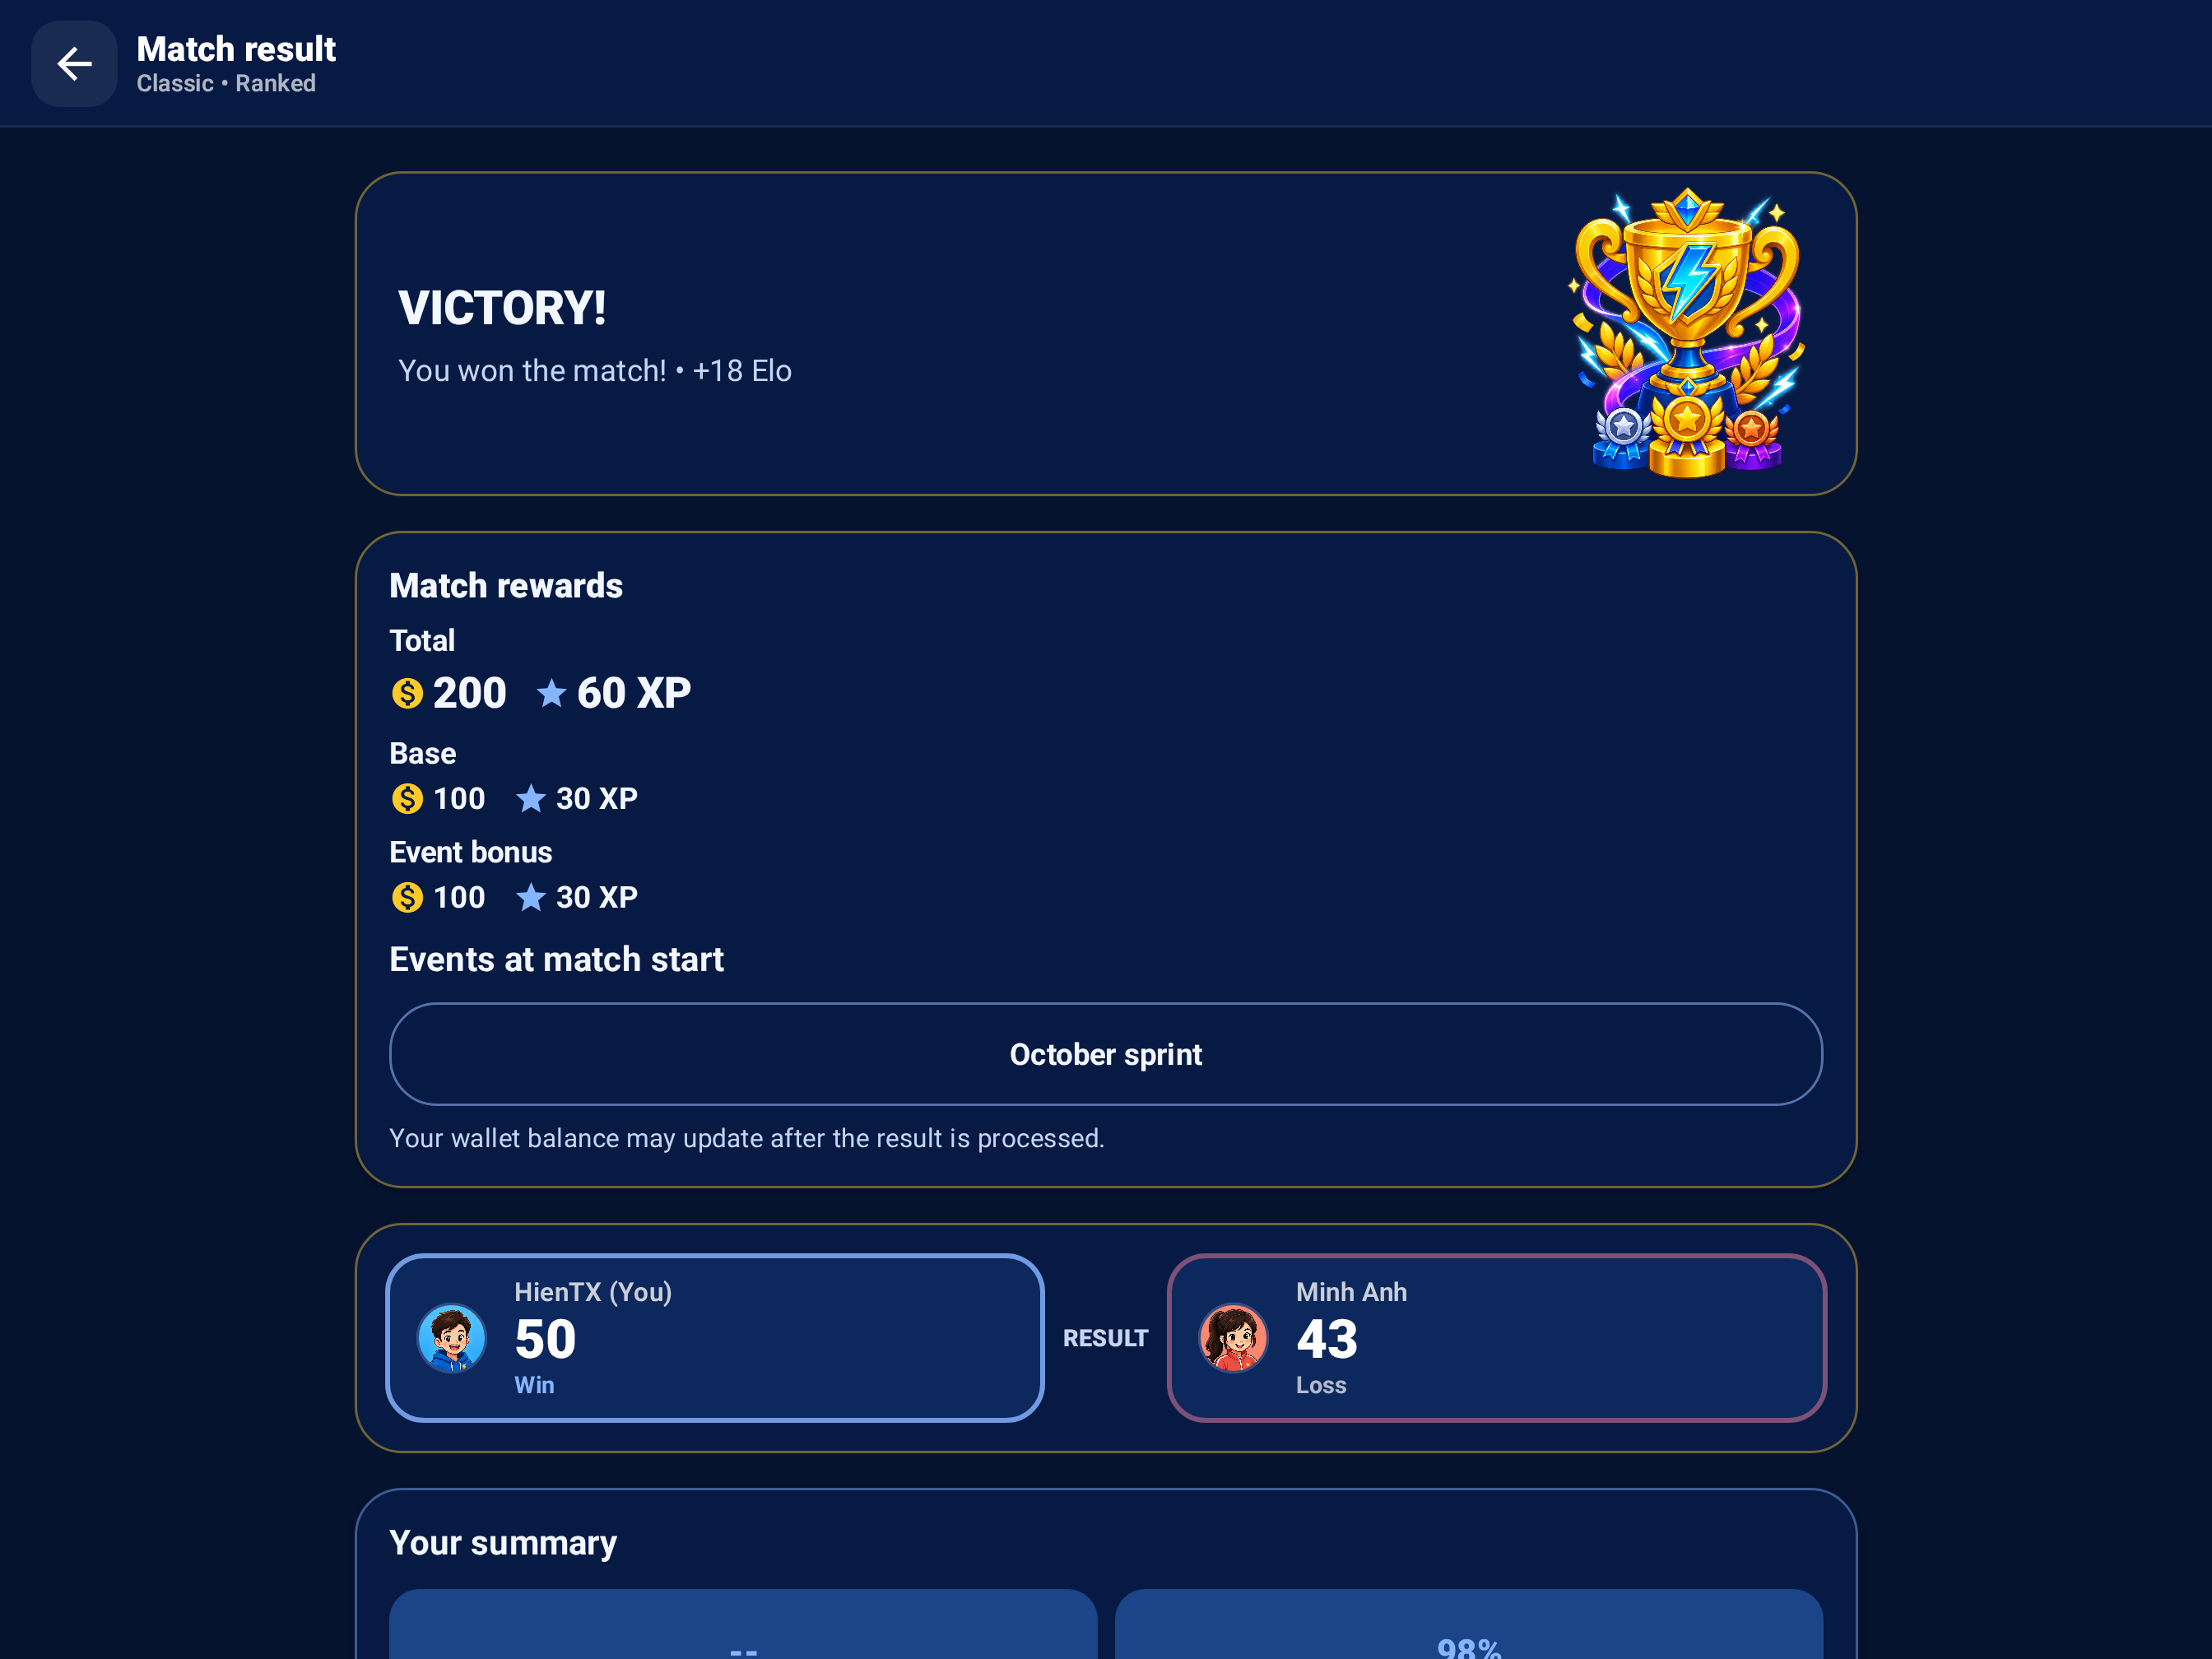 Match result
Classic • Ranked
VICTORY!
You won the match! • +18 Elo
Match rewards
Total
200 60 XP
Base
100 30 XP
Event bonus
100 30 XP
Events at match start
October sprint
Your wallet balance may update after the result is processed.
HienTX (You)
50
Win
RESULT
Minh Anh
43
Loss
Your summary
--
98%